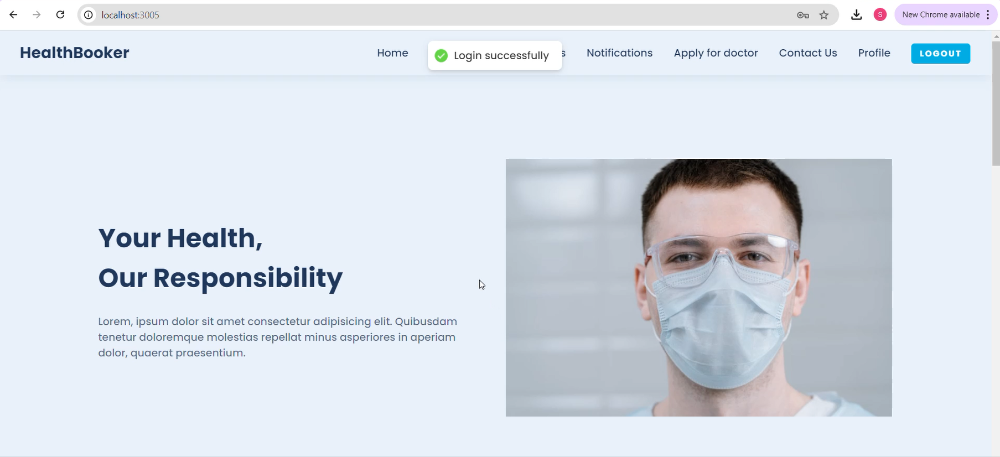 localhost:3005
S
New Chrome available
HealthBooker
Home
Login successfully
Notifications
Apply for doctor
Contact Us
Profile
LOGOUT
Your Health,
Our Responsibility
Lorem, ipsum dolor sit amet consectetur adipisicing elit. Quibusdam
tenetur doloremque molestias repellat minus asperiores in aperiam
dolor, quaerat praesentium.